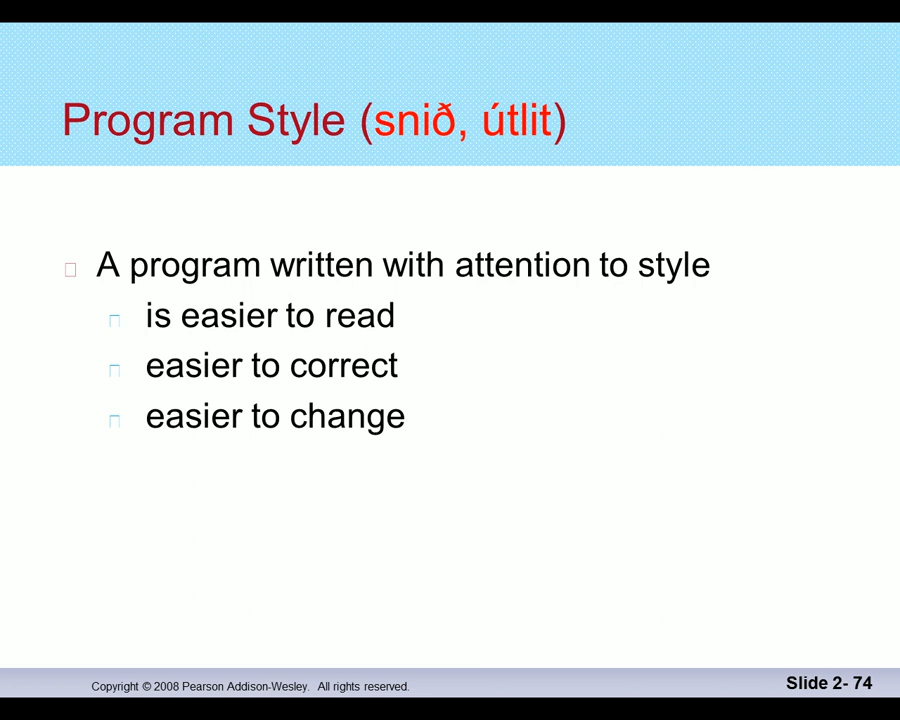 Program Style (snið, útlit)
A program written with attention to style
is easier to read
easier to correct
easier to change
Copyright © 2008 Pearson Addison-Wesley. All rights reserved.
Slide 2- 74